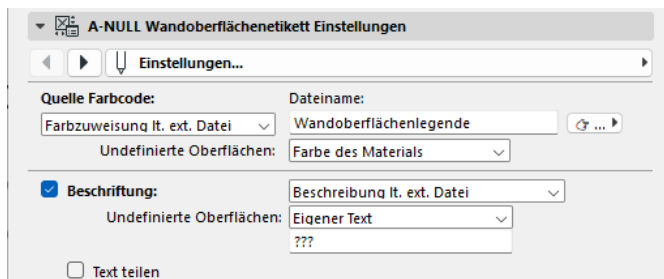 A-NULL Wandoberflächenetikett Einstellungen
Einstellungen...
Quelle Farbcode: Dateiname:
Farbzuweisung lt. ext. Datei Wandoberflächenlegende ...
Undefinierte Oberflächen: Farbe des Materials
Beschriftung: Beschreibung lt. ext. Datei
Undefinierte Oberflächen: Eigener Text
???
Text teilen